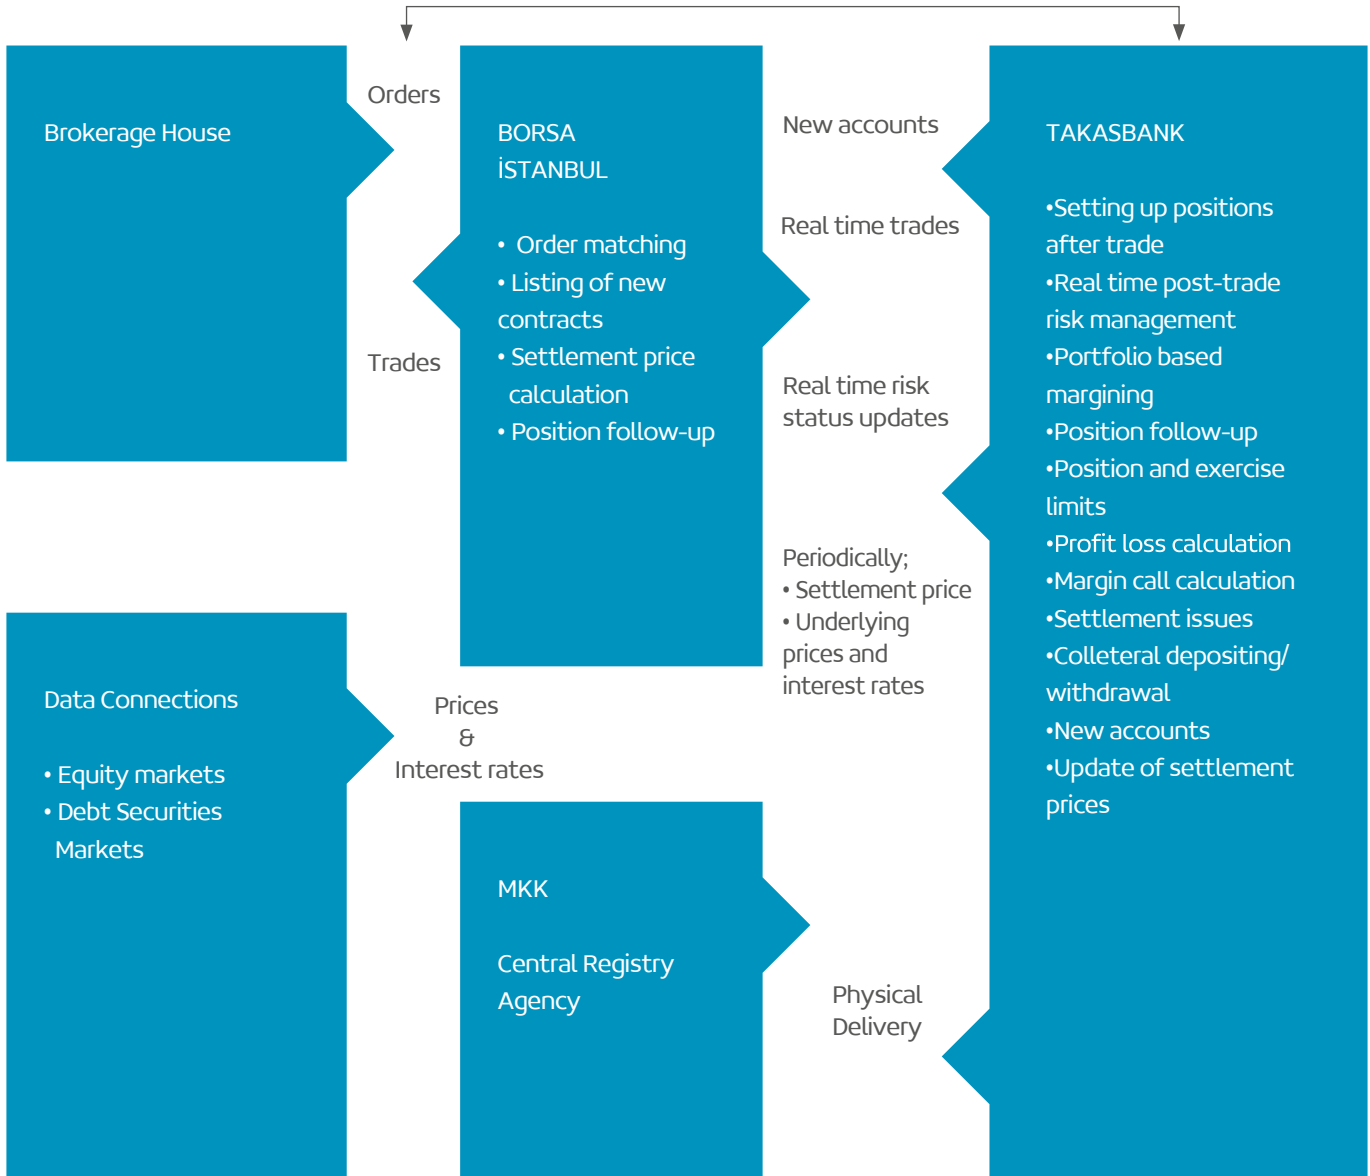 Brokerage House
Orders
Trades
BORSA
İSTANBUL
• Order matching
• Listing of new
contracts
• Settlement price
calculation
• Position follow-up
New accounts
Real time trades
Real time risk
status updates
Periodically;
• Settlement price
• Underlying
prices and
interest rates
TAKASBANK
•Setting up positions
after trade
•Real time post-trade
risk management
•Portfolio based
margining
•Position follow-up
•Position and exercise
limits
•Profit loss calculation
•Margin call calculation
•Settlement issues
•Colleteral depositing/
withdrawal
•New accounts
•Update of settlement
prices
Data Connections
• Equity markets
• Debt Securities
Markets
Prices
&
Interest rates
MKK
Central Registry
Agency
Physical
Delivery